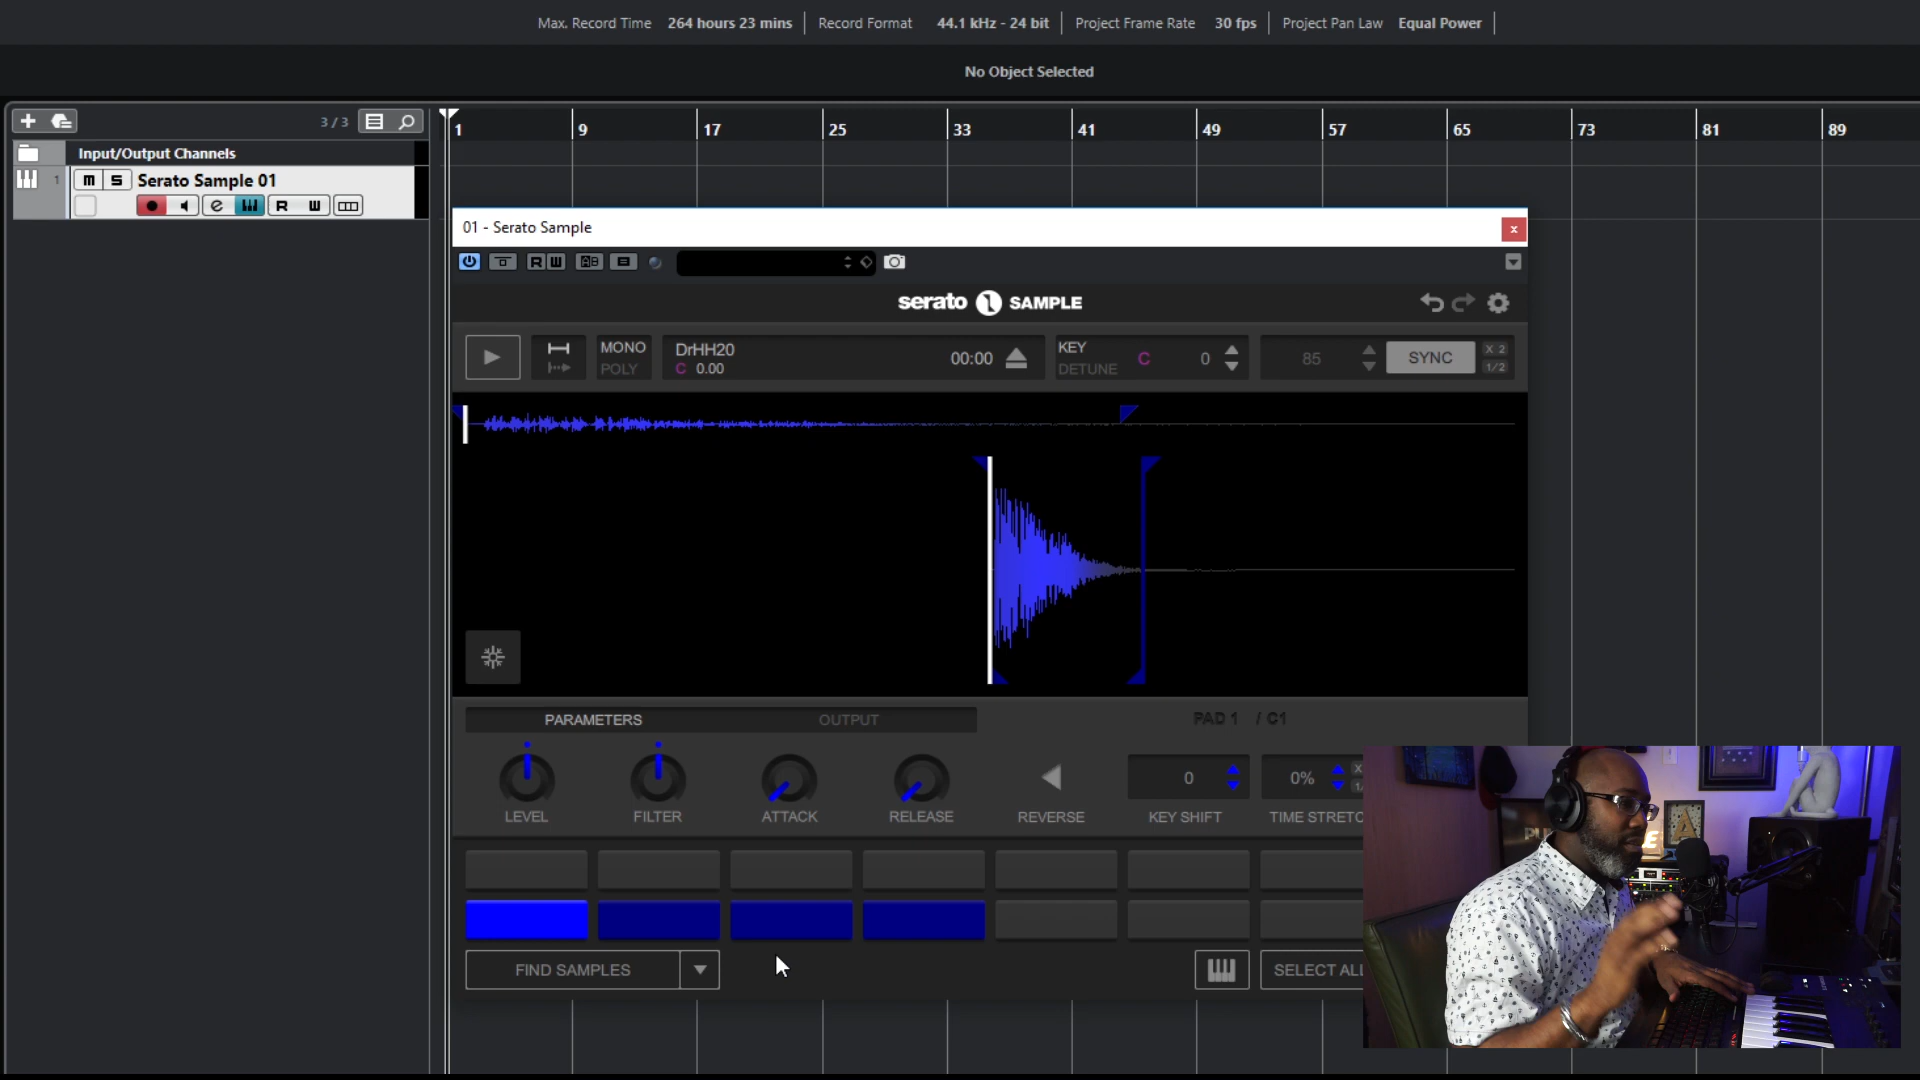 Max. Record Time 264 hours 23 mins Record Format 44.1 kHz - 24 bit Project Frame Rate 30 fps Project Pan Law Equal Power
No Object Selected
3 / 3
1 9 17 25 33 41 49 57 65 73 81 89
Input/Output Channels
1 m S Serato Sample 01
e R W
01 - Serato Sample
x
R W AB
serato SAMPLE
MONO
POLY
DrHH20
C 0.00
00:00
KEY
DETUNE
C 0
85
SYNC
X 2
1/2
PARAMETERS OUTPUT PAD 1 / C1
0 0%
LEVEL FILTER ATTACK RELEASE REVERSE KEY SHIFT TIME STRETC
FIND SAMPLES SELECT ALL